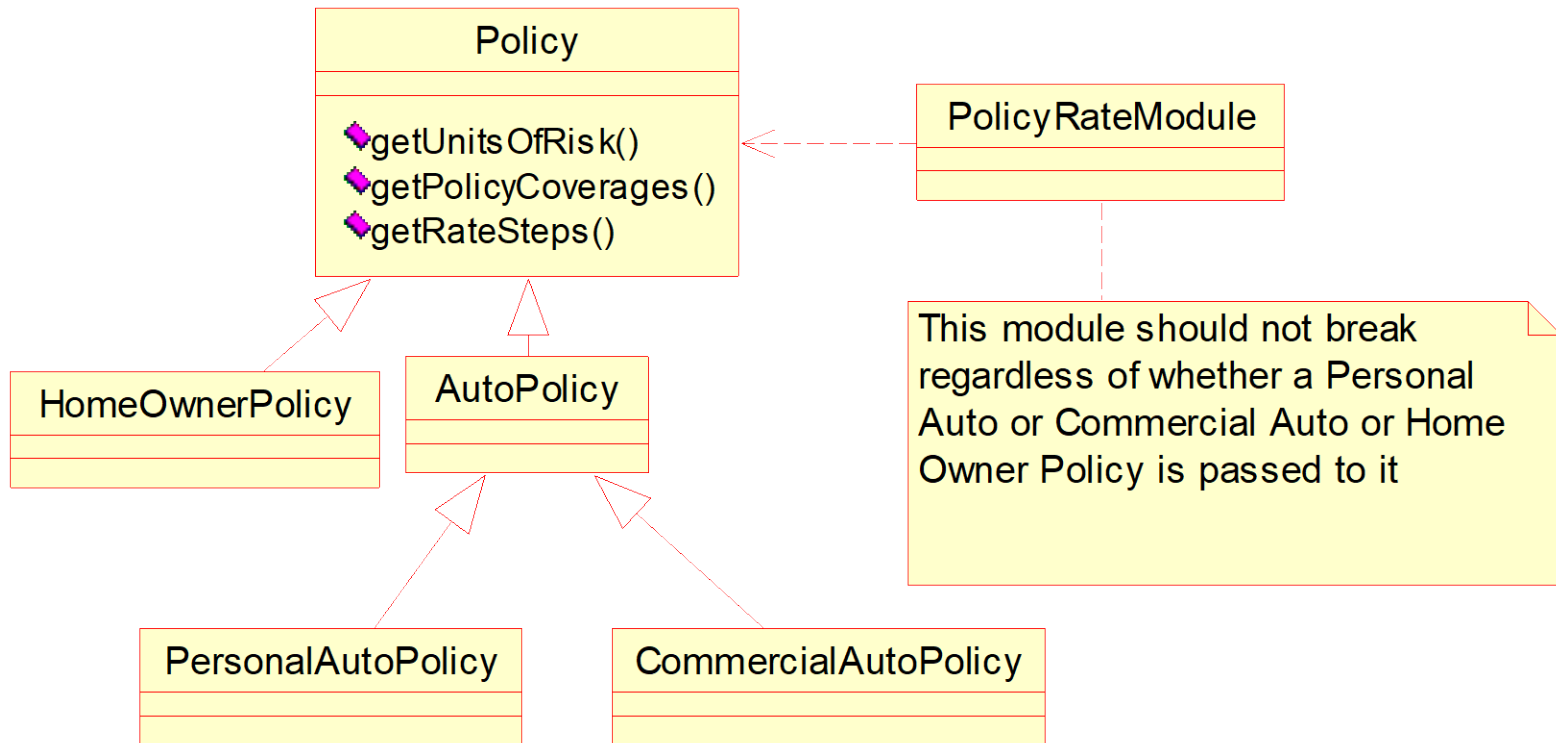 Policy
getUnitsOfRisk()
getPolicyCoverages()
getRateSteps()
PolicyRateModule
This module should not break
regardless of whether a Personal
Auto or Commercial Auto or Home
Owner Policy is passed to it
HomeOwnerPolicy
AutoPolicy
PersonalAutoPolicy
CommercialAutoPolicy